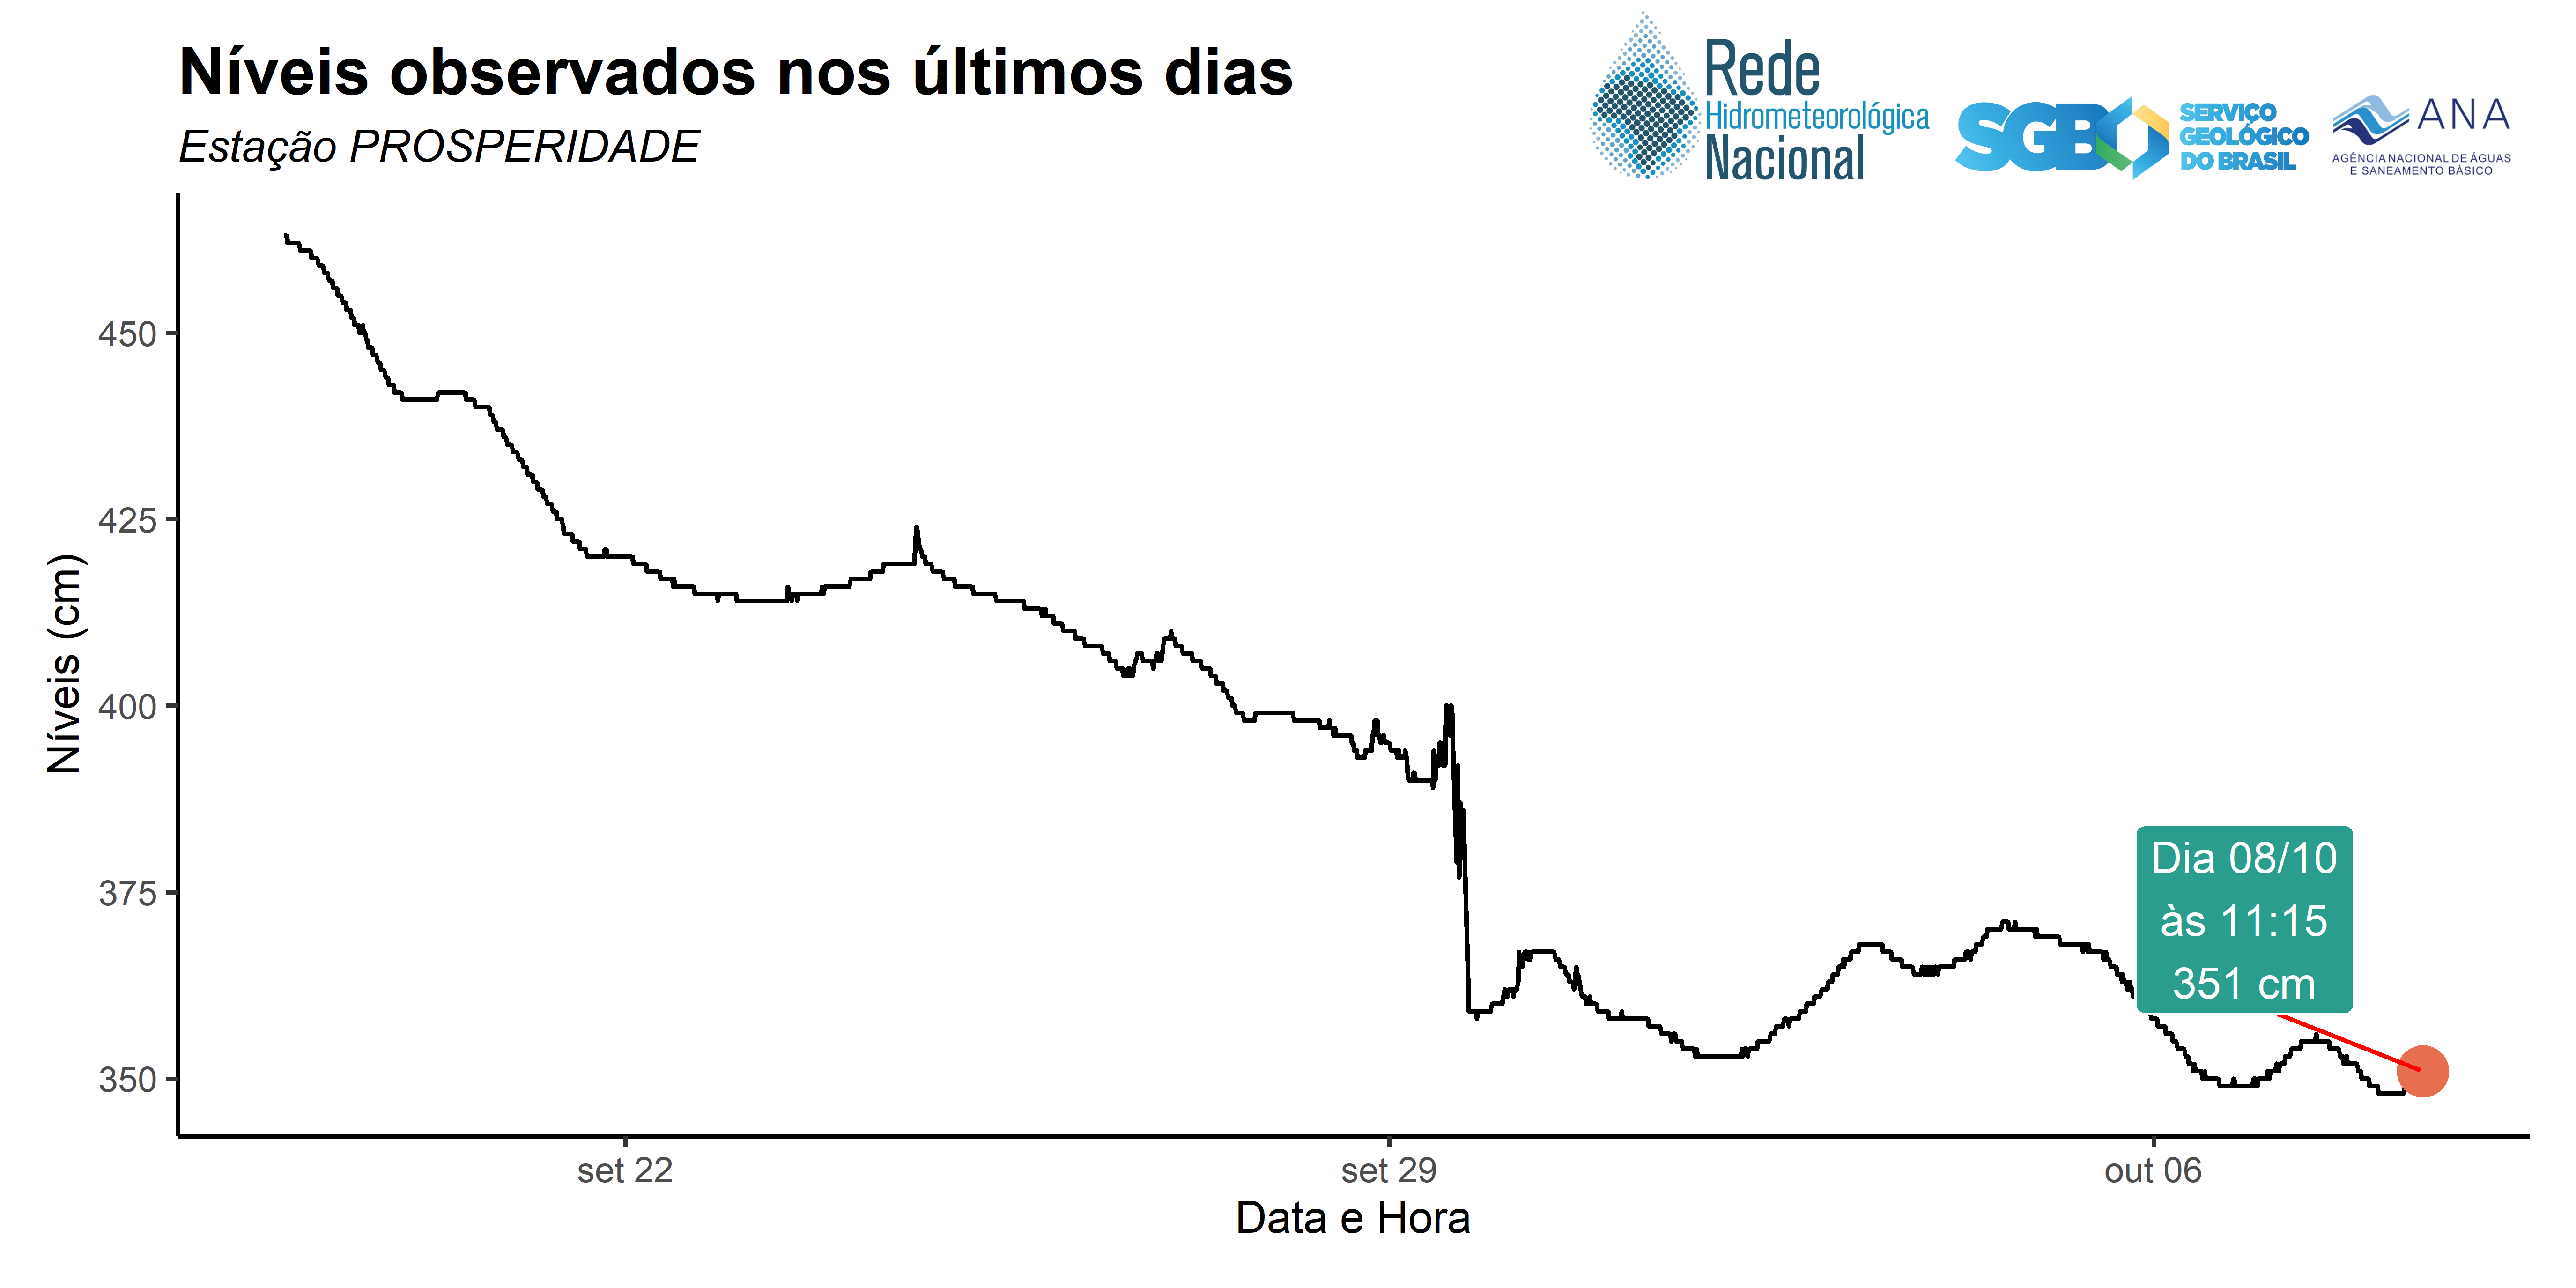 Níveis observados nos últimos dias
Estação PROSPERIDADE
Rede
Hidrometeorológica
Nacional
SGB
SERVIÇO
GEOLÓGICO
DO BRASIL
ANA
AGÊNCIA NACIONAL DE ÁGUAS
E SANEAMENTO BÁSICO
Níveis (cm)
450
425
400
375
350
Dia 08/10
às 11:15
351 cm
set 22
set 29
out 06
Data e Hora